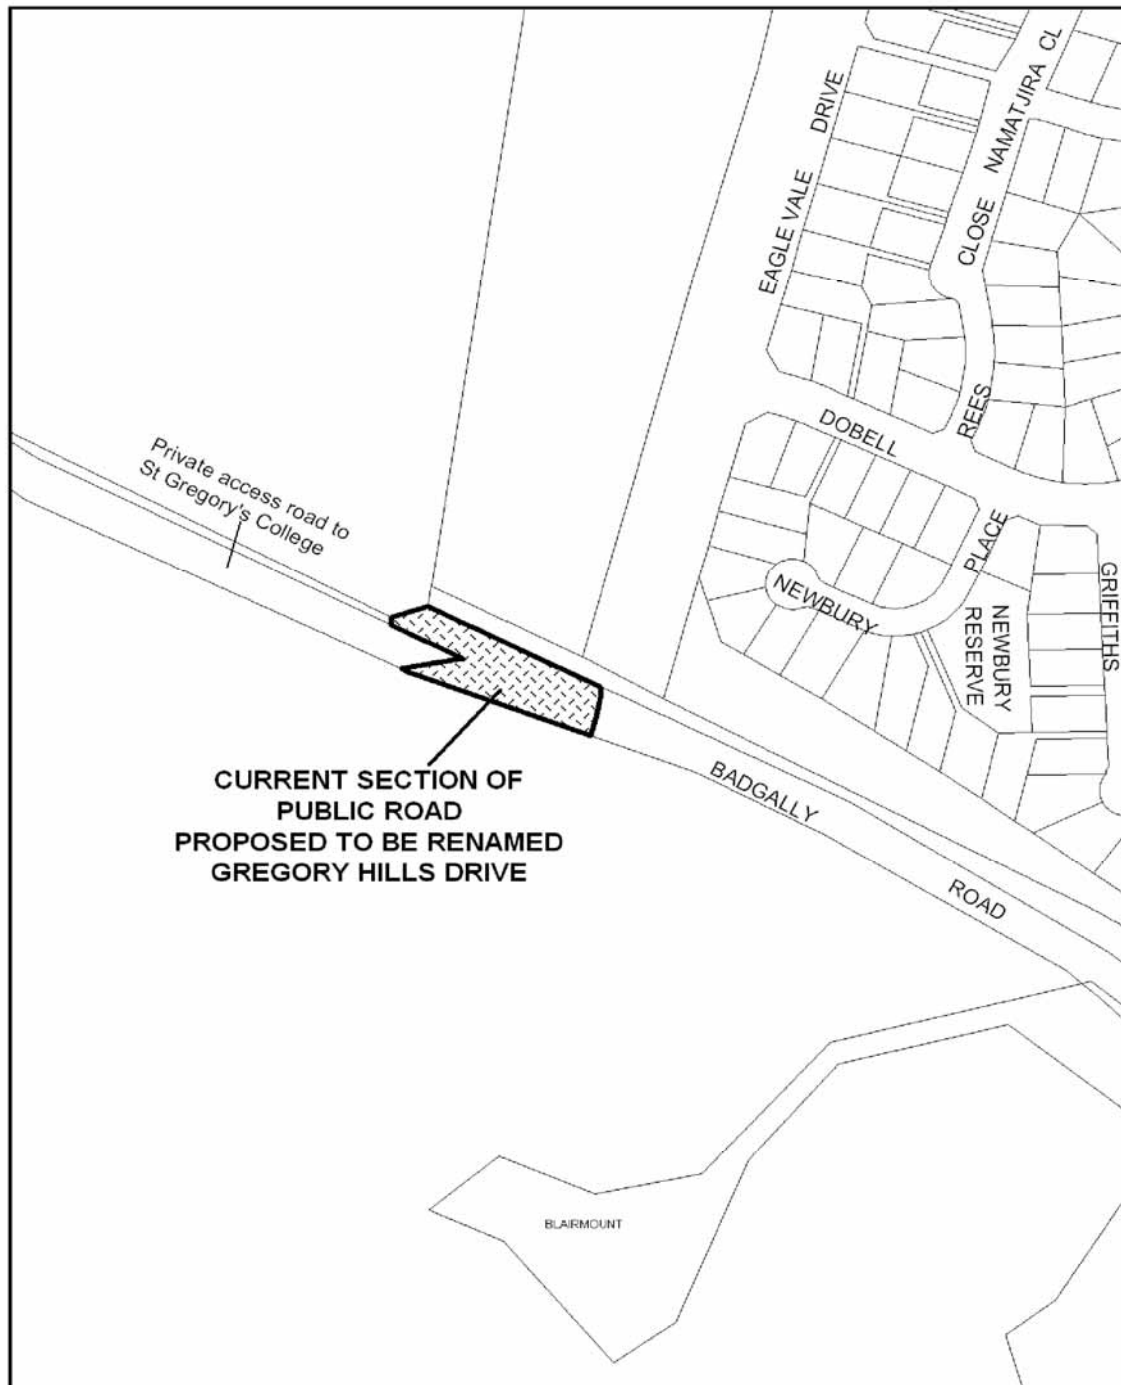 NAMATJIRA CL
DRIVE
EAGLE VALE
CLOSE
REES
DOBELL
Private access road to
St Gregory's College
PLACE
NEWBURY
GRIFFITHS
NEWBURY
RESERVE
CURRENT SECTION OF
PUBLIC ROAD
PROPOSED TO BE RENAMED
GREGORY HILLS DRIVE
BADGALLY
ROAD
BLAIRMOUNT